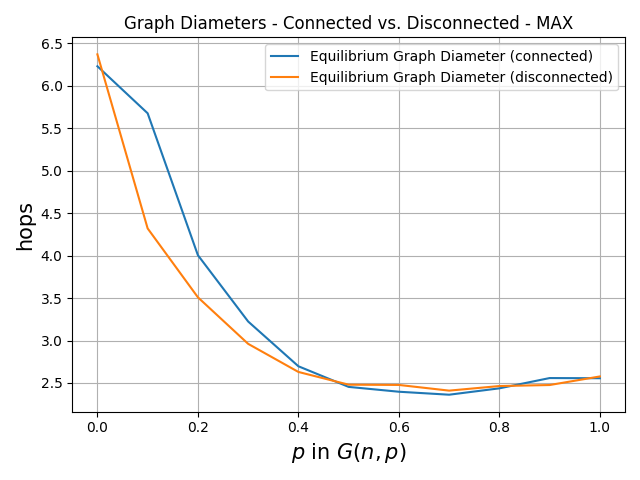 Graph Diameters - Connected vs. Disconnected - MAX
6.5
6.0
5.5
5.0
4.5
4.0
3.5
3.0
2.5
hops
Equilibrium Graph Diameter (connected)
Equilibrium Graph Diameter (disconnected)
0.0 0.2 0.4 0.6 0.8 1.0
p in G(n, p)